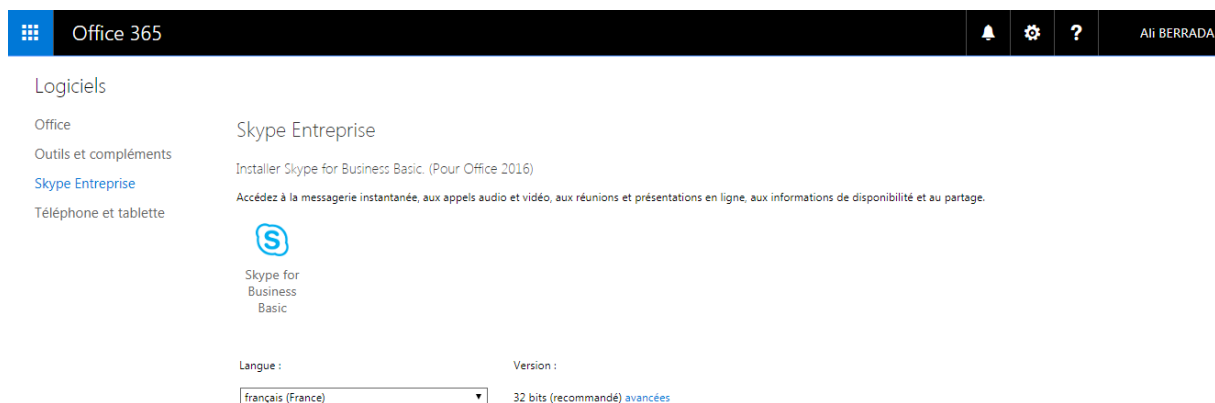 Office 365
?
Ali BERRADA
Logiciels
Office
Outils et compléments
Skype Entreprise
Téléphone et tablette
Skype Entreprise
Installer Skype for Business Basic. (Pour Office 2016)
Accédez à la messagerie instantanée, aux appels audio et vidéo, aux réunions et présentations en ligne, aux informations de disponibilité et au partage.
S
Skype for
Business
Basic
Langue :
Version :
français (France)
32 bits (recommandé) avancées